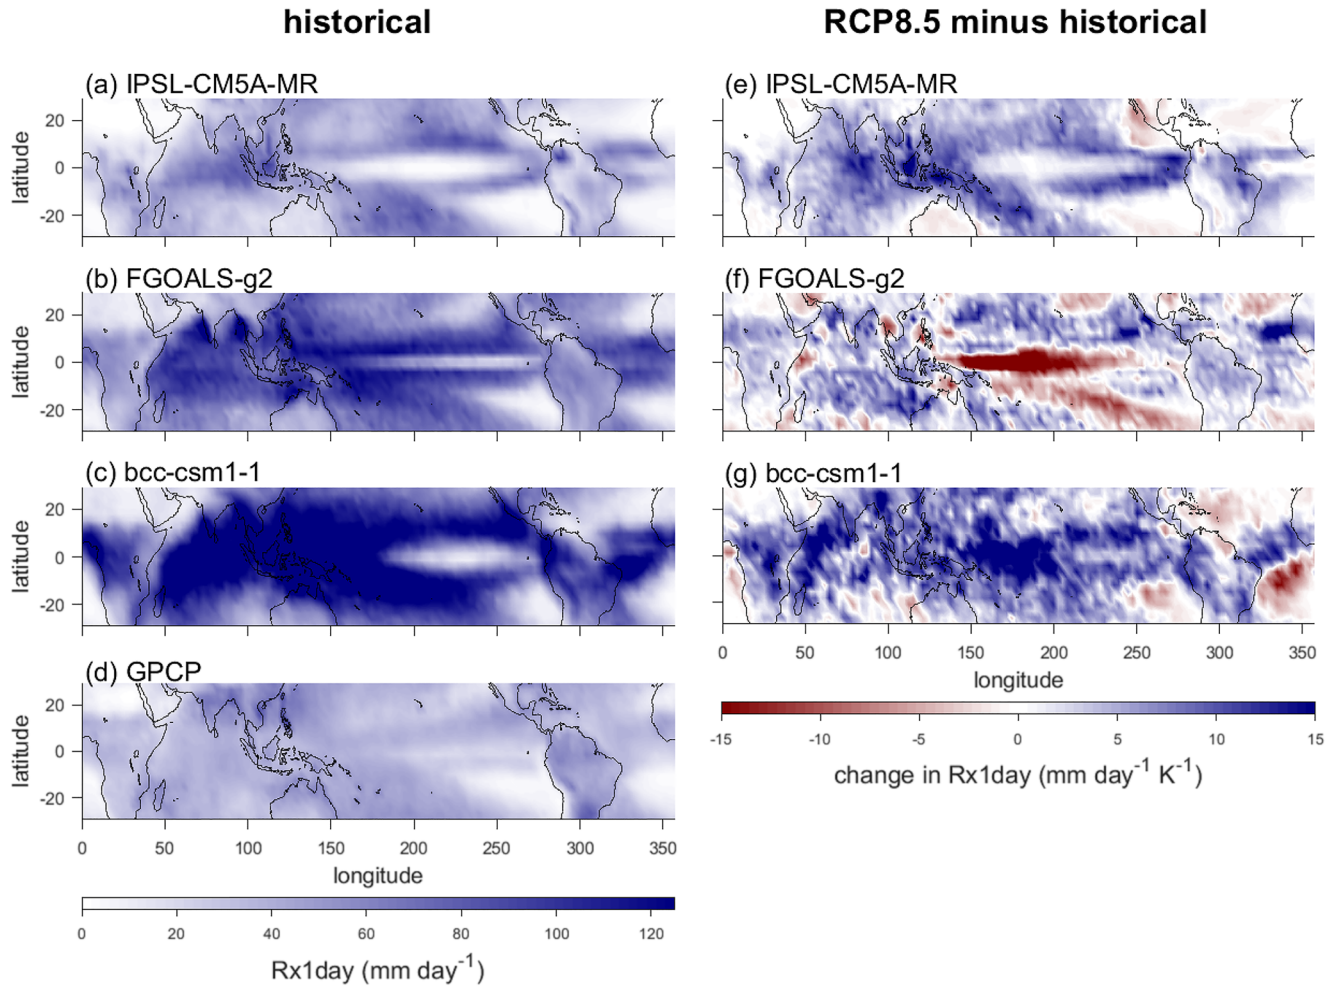 historical
RCP8.5 minus historical
(a) IPSL-CM5A-MR
20
0
-20
latitude
(e) IPSL-CM5A-MR
(b) FGOALS-g2
20
0
-20
latitude
(f) FGOALS-g2
(c) bcc-csm1-1
20
0
-20
latitude
(g) bcc-csm1-1
0 50 100 150 200 250 300 350
longitude
-15 -10 -5 0 5 10 15
change in Rx1day (mm day-1 K-1)
(d) GPCP
20
0
-20
latitude
0 50 100 150 200 250 300 350
longitude
0 20 40 60 80 100 120
Rx1day (mm day-1)